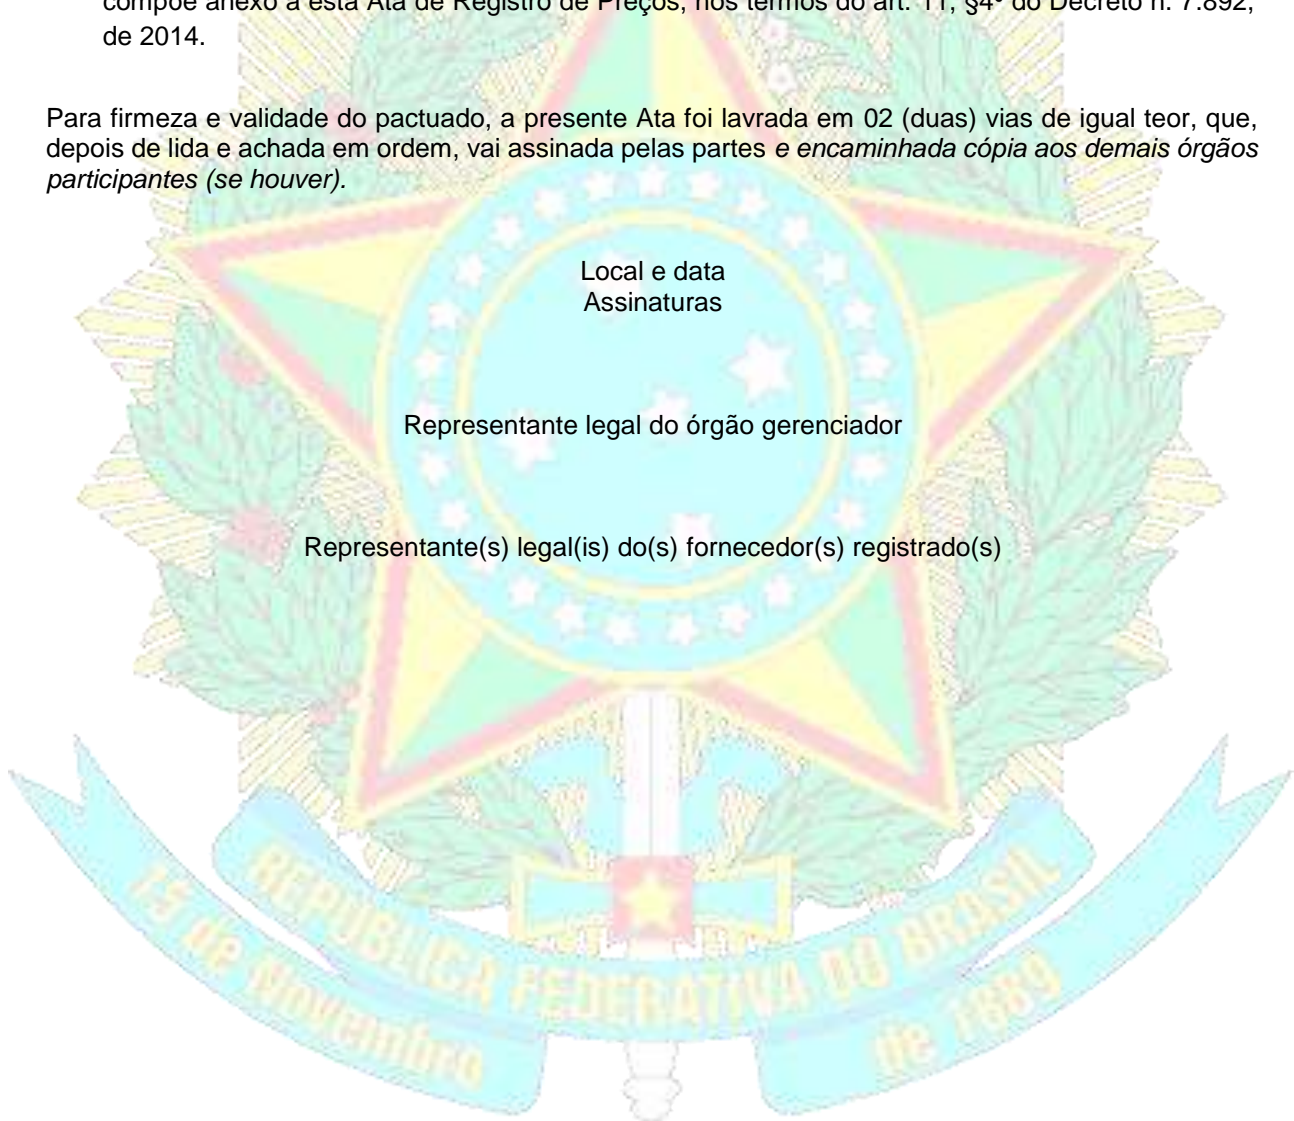 compõe anexo a esta Ata de Registro de Preços, nos termos do art. 11, §4º do Decreto n. 7.892,
de 2014.
Para firmeza e validade do pactuado, a presente Ata foi lavrada em 02 (duas) vias de igual teor, que,
depois de lida e achada em ordem, vai assinada pelas partes e encaminhada cópia aos demais órgãos
participantes (se houver).
Local e data
Assinaturas
Representante legal do órgão gerenciador
Representante(s) legal(is) do(s) fornecedor(s) registrado(s)
REPUBLICA FEDERATIVA DO BRASIL
15 de Novembro
de 1889